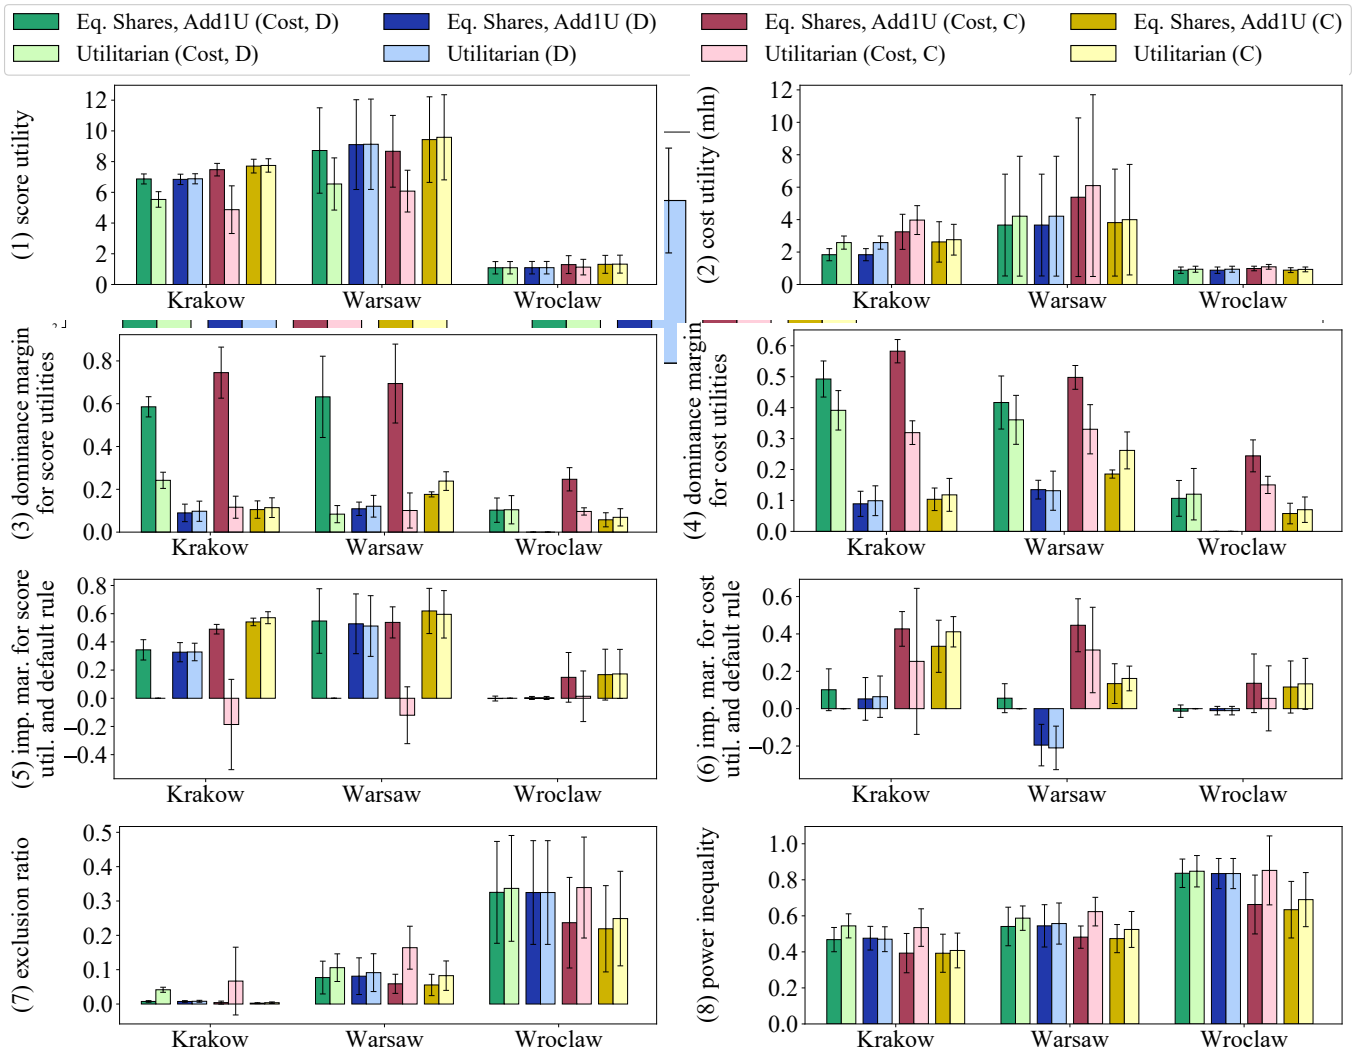 Eq. Shares, Add1U (Cost, D)
Eq. Shares, Add1U (D)
Eq. Shares, Add1U (Cost, C)
Eq. Shares, Add1U (C)
Utilitarian (Cost, D)
Utilitarian (D)
Utilitarian (Cost, C)
Utilitarian (C)
(1) score utility
12
10
8
6
4
2
0
Krakow
Warsaw
Wroclaw
(2) cost utility (mln)
12
10
8
6
4
2
0
Krakow
Warsaw
Wroclaw
(3) dominance margin
for score utilities
0.8
0.6
0.4
0.2
0.0
Krakow
Warsaw
Wroclaw
(4) dominance margin
for cost utilities
0.6
0.5
0.4
0.3
0.2
0.1
0.0
Krakow
Warsaw
Wroclaw
(5) imp. mar. for score
util. and default rule
0.8
0.6
0.4
0.2
0.0
−0.2
−0.4
Krakow
Warsaw
Wroclaw
(6) imp. mar. for cost
util. and default rule
0.6
0.4
0.2
0.0
−0.2
Krakow
Warsaw
Wroclaw
(7) exclusion ratio
0.5
0.4
0.3
0.2
0.1
0.0
Krakow
Warsaw
Wroclaw
(8) power inequality
1.0
0.8
0.6
0.4
0.2
0.0
Krakow
Warsaw
Wroclaw